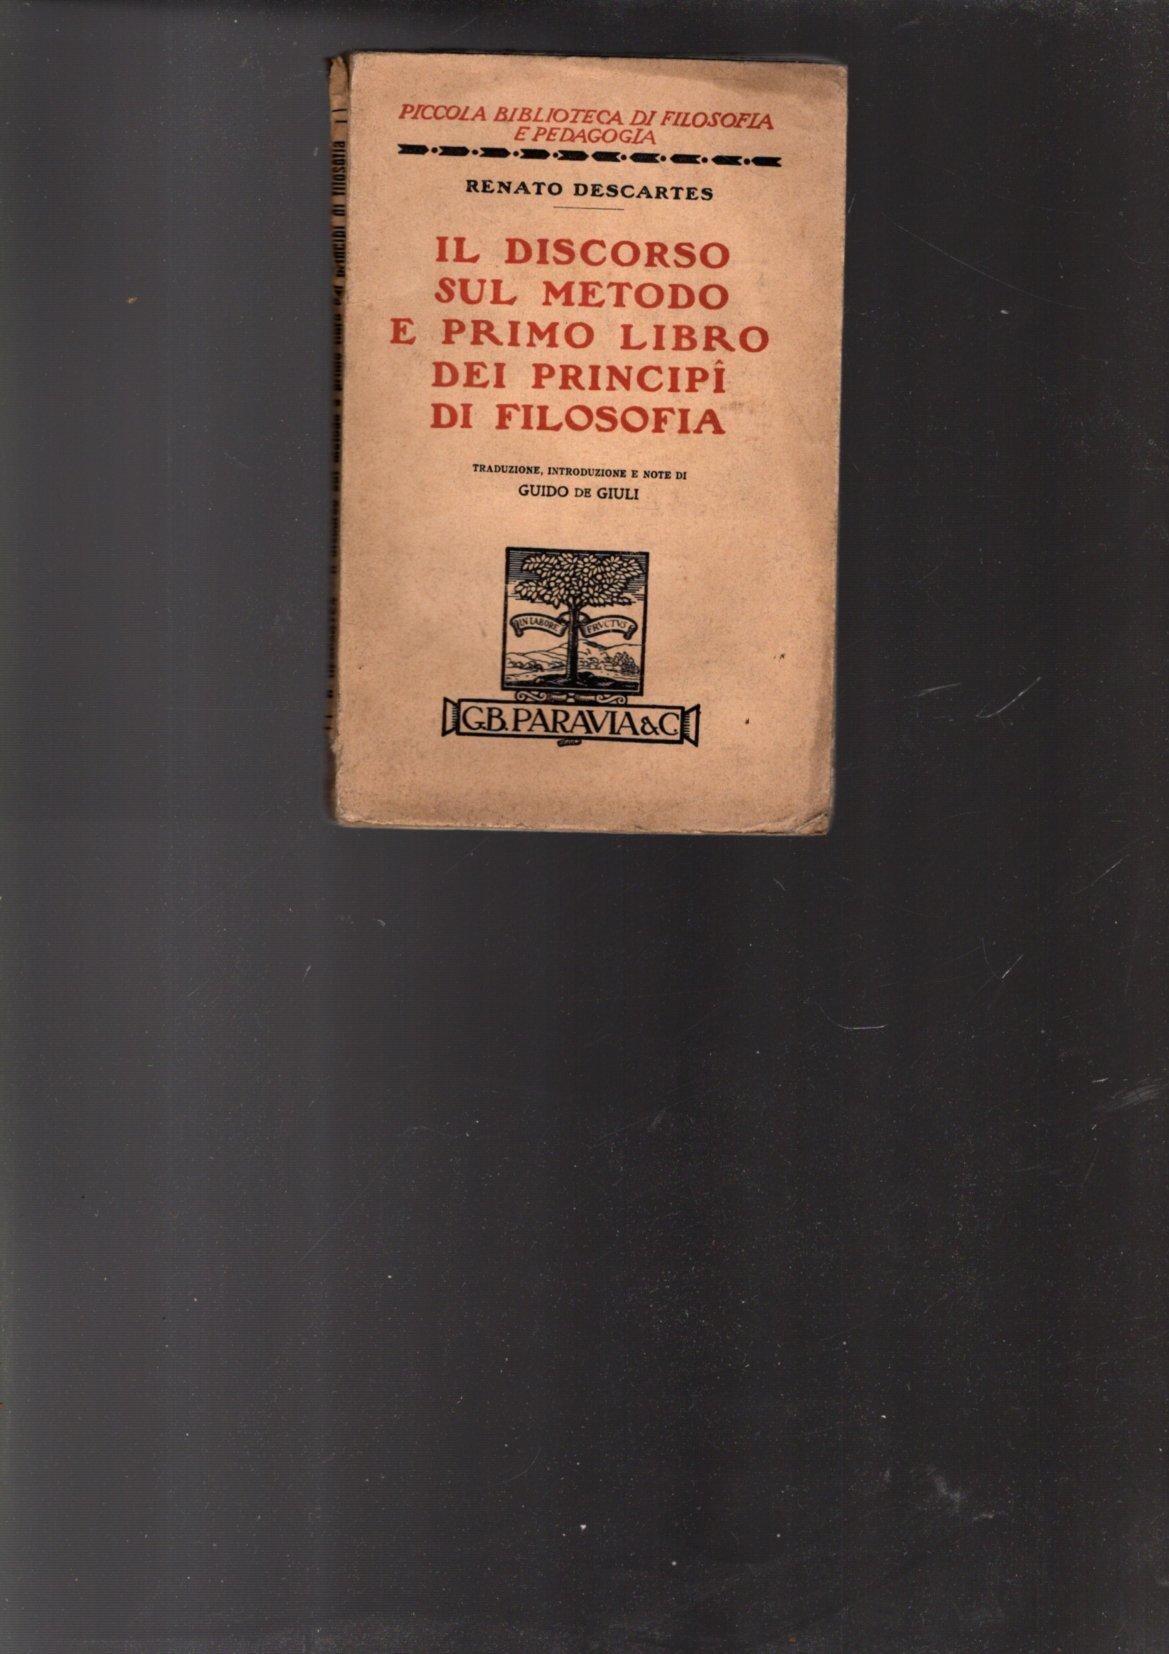 PICCOLA BIBLIOTECA DI FILOSOFIA
E PEDAGOGIA
RENATO DESCARTES
IL DISCORSO
SUL METODO
E PRIMO LIBRO
DEI PRINCIPÎ
DI FILOSOFIA
TRADUZIONE, INTRODUZIONE E NOTE DI
GUIDO DE GIULI
IN LABORE FRVCTVS
G.B. PARAVIA & C.